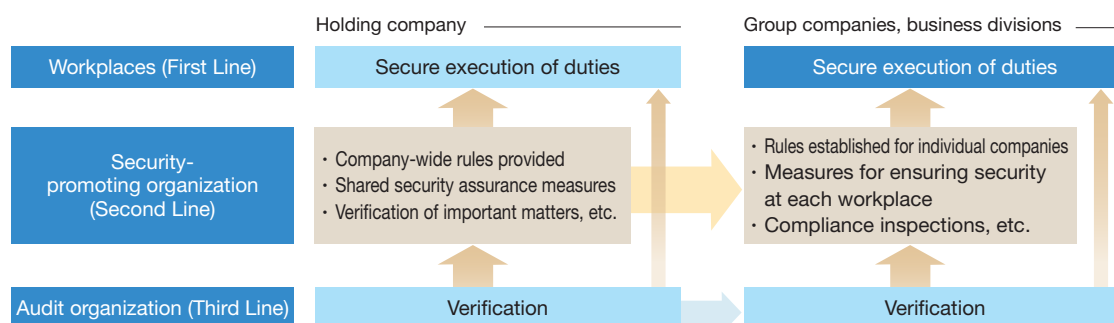 Holding company
Group companies, business divisions
Workplaces (First Line)
Secure execution of duties
Secure execution of duties
Security-
promoting organization
(Second Line)
・Company-wide rules provided
・Shared security assurance measures
・Verification of important matters, etc.
・Rules established for individual companies
・Measures for ensuring security
at each workplace
・Compliance inspections, etc.
Audit organization (Third Line)
Verification
Verification